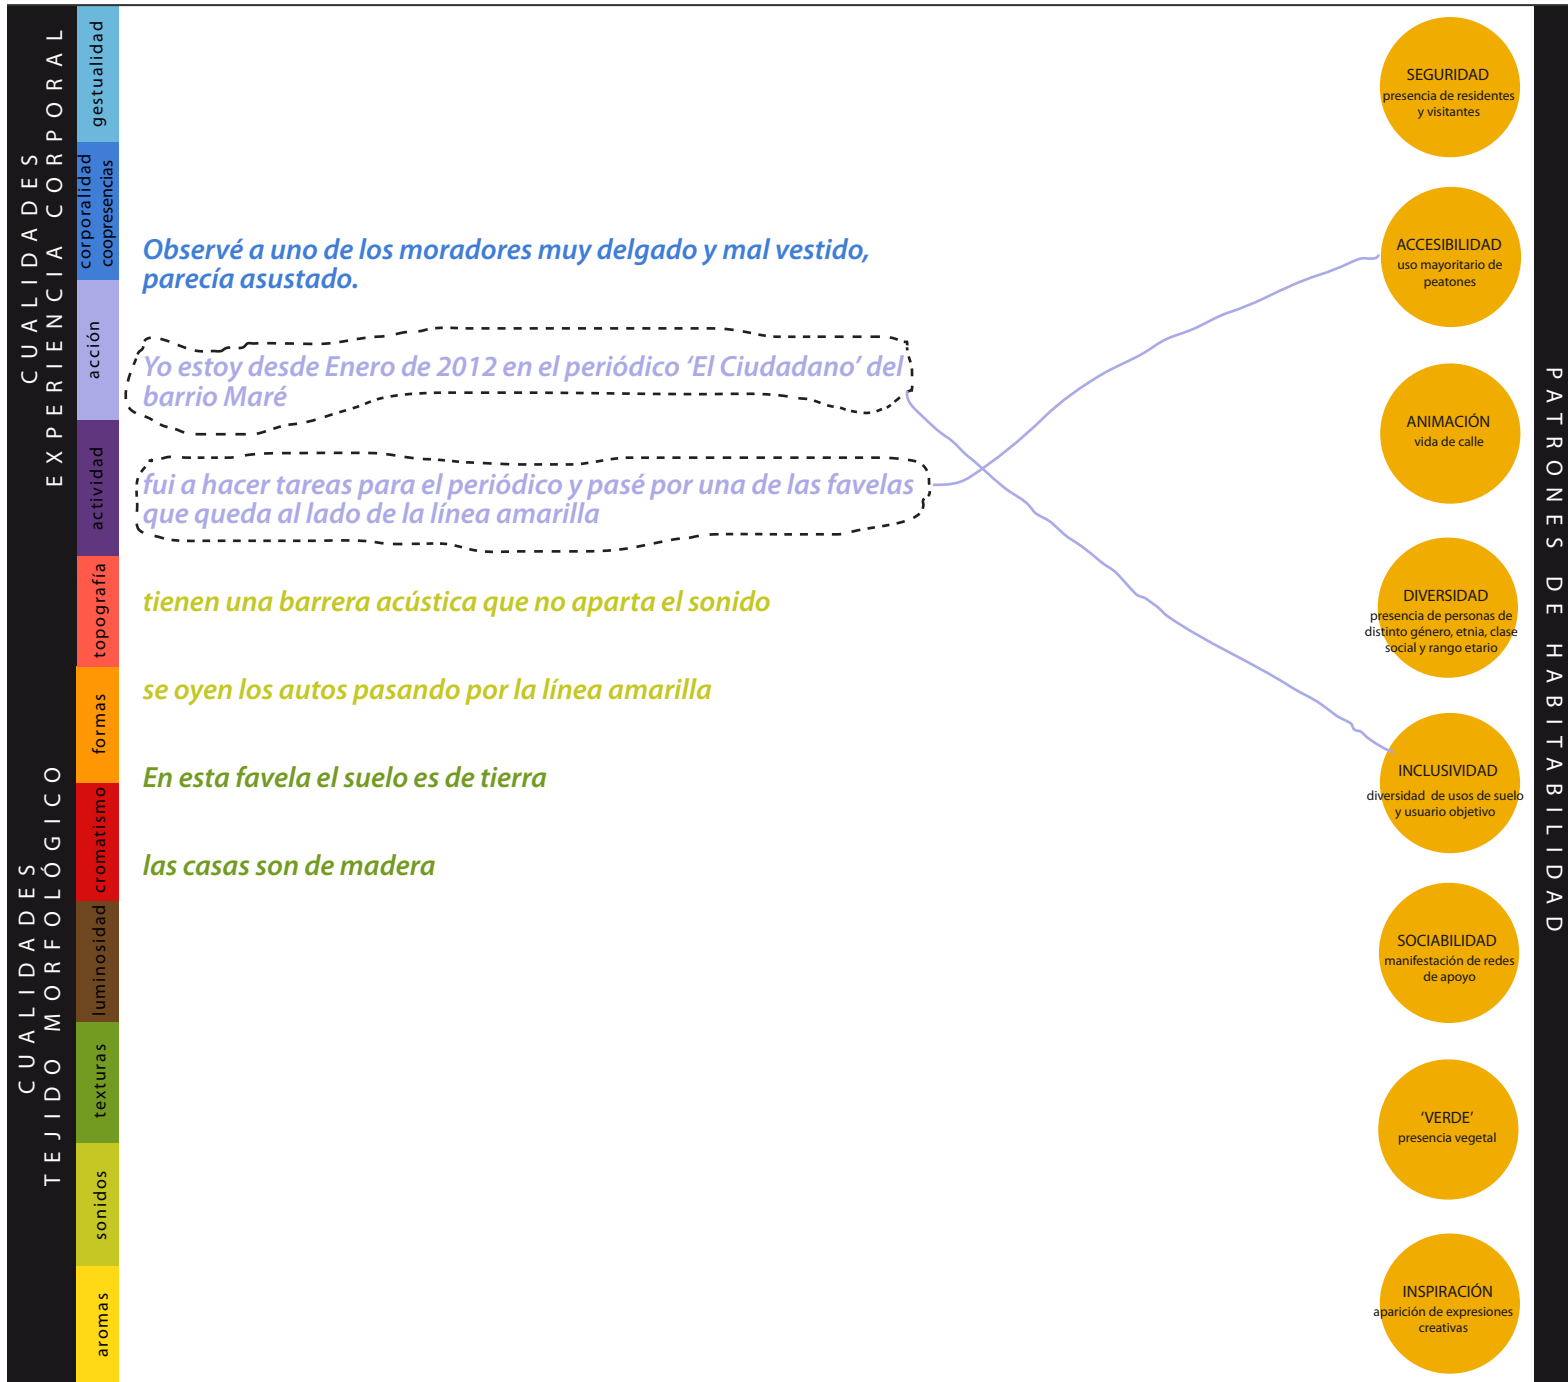 CUALIDADES
EXPERIENCIA CORPORAL
CUALIDADES
TEJIDO MORFOLÓGICO
gestualidad
corporalidad
coopresencias
acción
actividad
topografía
formas
cromatismo
luminosidad
texturas
sonidos
aromas
Observé a uno de los moradores muy delgado y mal vestido,
parecía asustado.
Yo estoy desde Enero de 2012 en el periódico ‘El Ciudadano’ del
barrio Maré
fui a hacer tareas para el periódico y pasé por una de las favelas
que queda al lado de la línea amarilla
tienen una barrera acústica que no aparta el sonido
se oyen los autos pasando por la línea amarilla
En esta favela el suelo es de tierra
las casas son de madera
SEGURIDAD
presencia de residentes
y visitantes
ACCESIBILIDAD
uso mayoritario de
peatones
ANIMACIÓN
vida de calle
DIVERSIDAD
presencia de personas de
distinto género, etnia, clase
social y rango etario
INCLUSIVIDAD
diversidad de usos de suelo
y usuario objetivo
SOCIABILIDAD
manifestación de redes
de apoyo
‘VERDE’
presencia vegetal
INSPIRACIÓN
aparición de expresiones
creativas
PATRONES DE HABITABILIDAD